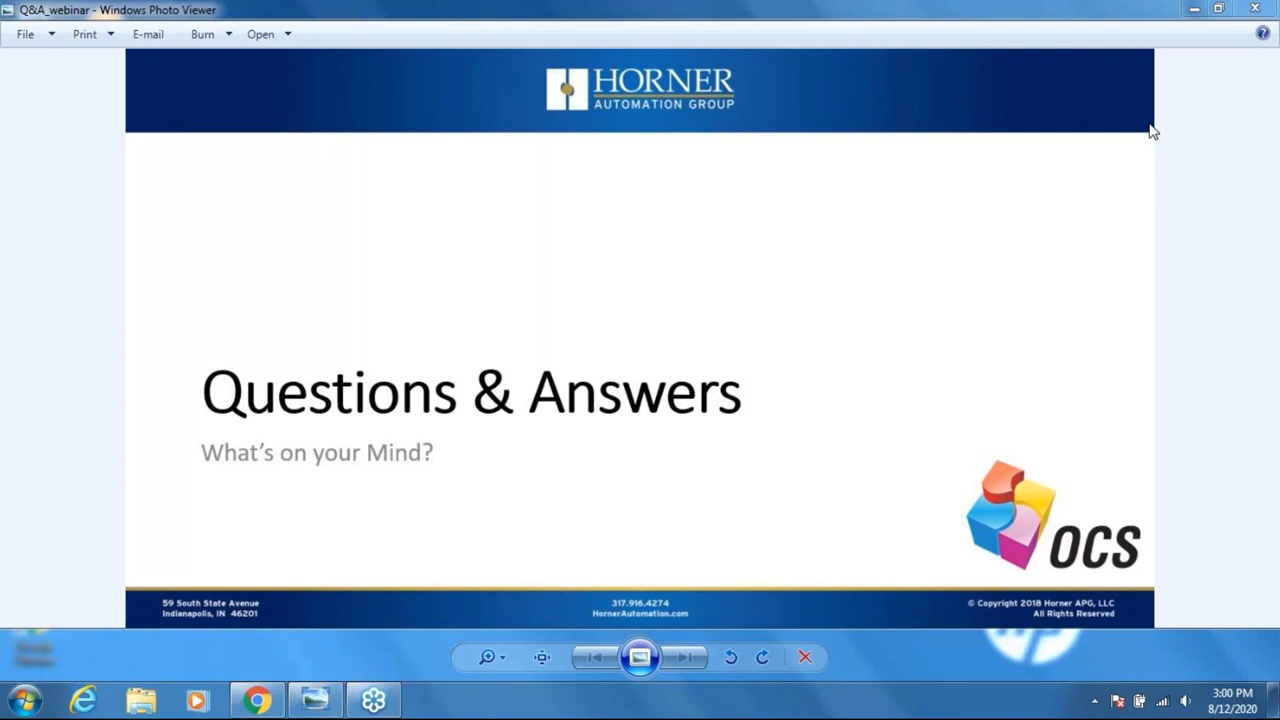 Q&A_webinar - Windows Photo Viewer
File Print E-mail Burn Open
HORNER
AUTOMATION GROUP
Questions & Answers
What's on your Mind?
OCS
59 South State Avenue
Indianapolis, IN 46201
317.916.4274
HornerAutomation.com
© Copyright 2018 Horner APG, LLC
All Rights Reserved
3:00 PM
8/12/2020